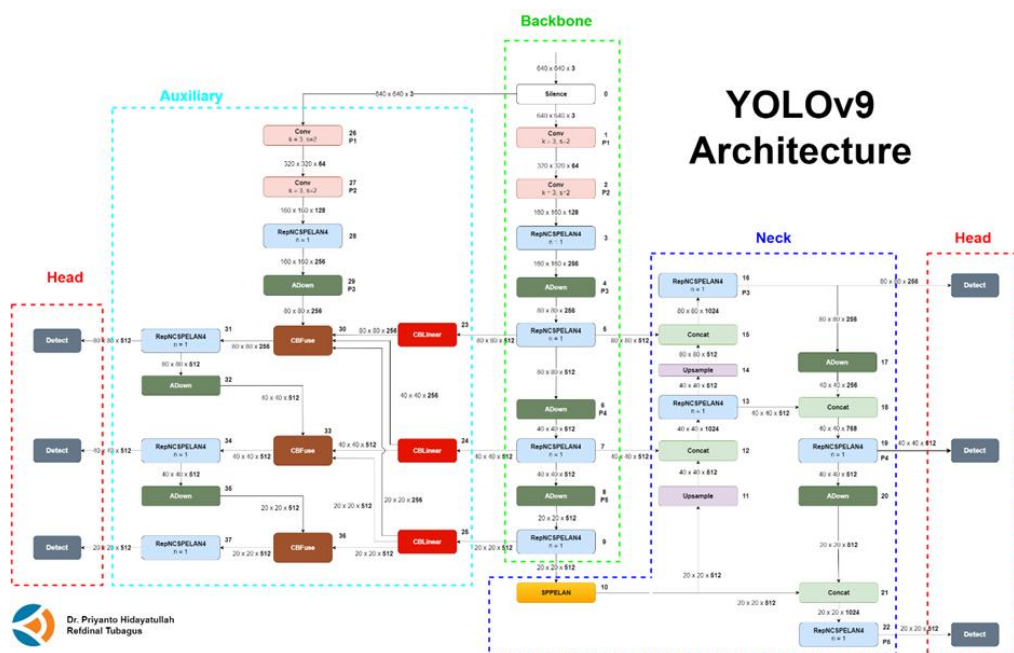 YOLOv9
Architecture
Backbone
640 x 640 x 3
Silence
0
640 x 640 x 3
640 x 640 x 3
Conv
k = 3, s=2
1
P1
320 x 320 x 64
Conv
k = 3, s=2
2
P2
160 x 160 x 128
RepNCSPELAN4
n = 1
3
160 x 160 x 256
ADown
4
P3
80 x 80 x 256
RepNCSPELAN4
n = 1
5
80 x 80 x 512
80 x 80 x 512
80 x 80 x 512
ADown
6
P4
40 x 40 x 512
RepNCSPELAN4
n = 1
7
40 x 40 x 512
40 x 40 x 512
40 x 40 x 512
ADown
8
P5
20 x 20 x 512
RepNCSPELAN4
n = 1
9
20 x 20 x 512
20 x 20 x 512
Auxiliary
Conv
k = 3, s=2
26
P1
320 x 320 x 64
Conv
k = 3, s=2
27
P2
160 x 160 x 128
RepNCSPELAN4
n = 1
28
160 x 160 x 256
ADown
29
P3
80 x 80 x 256
CBLinear
23
80 x 80 x 256
CBFuse
30
80 x 80 x 256
RepNCSPELAN4
n = 1
31
80 x 80 x 512
80 x 80 x 512
ADown
32
40 x 40 x 512
40 x 40 x 256
CBLinear
24
40 x 40 x 512
CBFuse
33
40 x 40 x 512
RepNCSPELAN4
n = 1
34
40 x 40 x 512
40 x 40 x 512
ADown
35
20 x 20 x 512
20 x 20 x 512
20 x 20 x 256
CBLinear
25
20 x 20 x 512
CBFuse
36
20 x 20 x 512
RepNCSPELAN4
n = 1
37
20 x 20 x 512
Head
Detect
Detect
Detect
Neck
RepNCSPELAN4
n = 1
16
P3
80 x 80 x 256
80 x 80 x 1024
Concat
15
80 x 80 x 512
Upsample
14
40 x 40 x 512
RepNCSPELAN4
n = 1
13
40 x 40 x 512
40 x 40 x 1024
Concat
12
40 x 40 x 512
Upsample
11
20 x 20 x 512
SPPELAN
10
20 x 20 x 512
80 x 80 x 256
ADown
17
40 x 40 x 256
Concat
18
40 x 40 x 768
RepNCSPELAN4
n = 1
19
P4
40 x 40 x 512
40 x 40 x 512
ADown
20
20 x 20 x 512
Concat
21
20 x 20 x 1024
RepNCSPELAN4
n = 1
22
20 x 20 x 512
Head
Detect
Detect
Detect
Dr. Priyanto Hidayatullah
Refdinal Tubagus